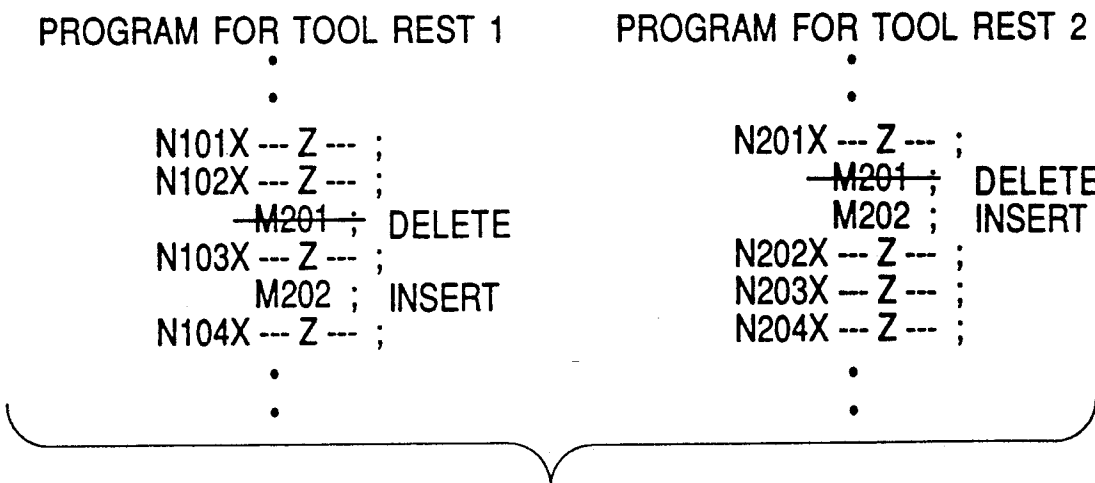 PROGRAM FOR TOOL REST 1
N101X --- Z --- ;
N102X --- Z --- ;
M201 ; DELETE
N103X --- Z --- ;
M202 ; INSERT
N104X --- Z --- ;
PROGRAM FOR TOOL REST 2
N201X --- Z --- ;
M201 ; DELETE
M202 ; INSERT
N202X --- Z --- ;
N203X --- Z --- ;
N204X --- Z --- ;